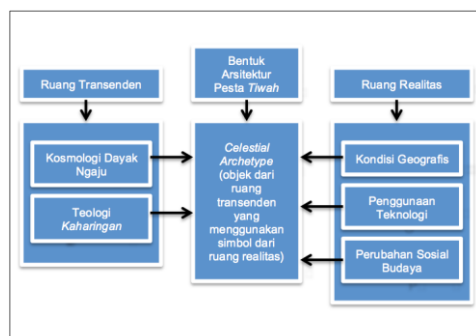 Ruang Transenden
Bentuk
Arsitektur
Pesta Tiwah
Ruang Realitas
Kosmologi Dayak
Ngaju
Teologi
Kaharingan
Celestial
Archetype
(objek dari
ruang
transenden
yang
menggunakan
simbol dari
ruang realitas)
Kondisi Geografis
Penggunaan
Teknologi
Perubahan Sosial
Budaya